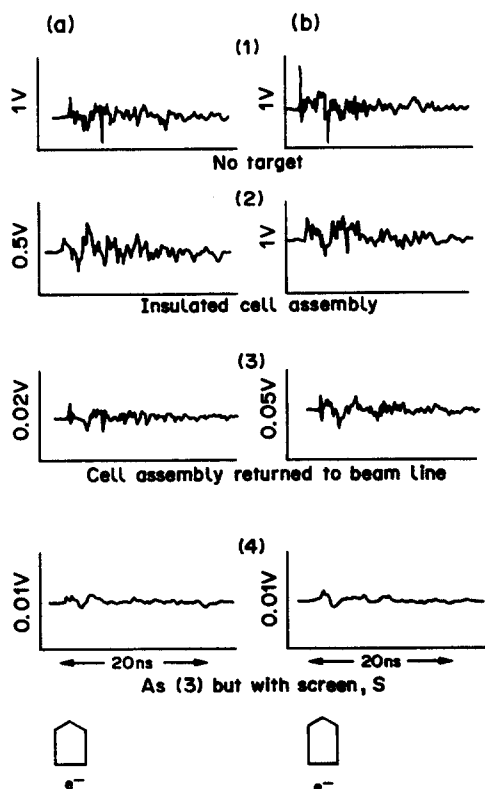 (a) (b)
(1)
1V 1V
No target
(2)
0.5V 1V
Insulated cell assembly
(3)
0.02V 0.05V
Cell assembly returned to beam line
(4)
0.01V 0.01V
20ns 20ns
As (3) but with screen, S
e⁻ e⁻